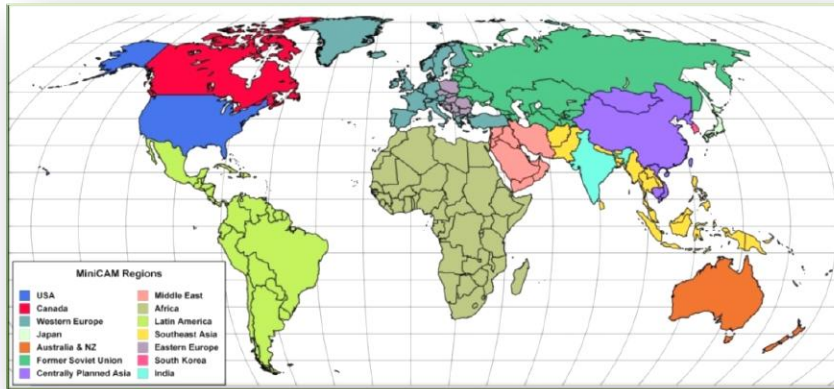 MiniCAM Regions
USA
Canada
Western Europe
Japan
Australia & NZ
Former Soviet Union
Centrally Planned Asia
Middle East
Africa
Latin America
Southeast Asia
Eastern Europe
South Korea
India